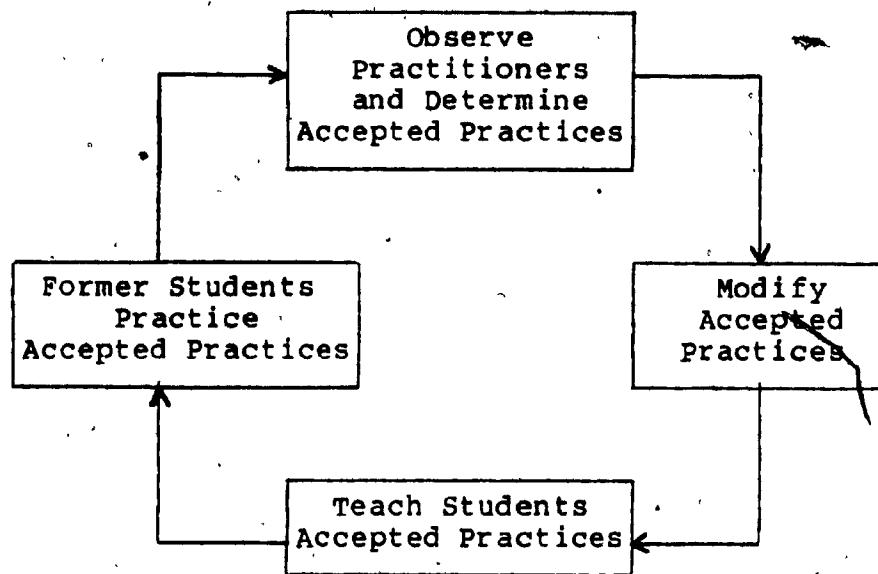 Observe
Practitioners
and Determine
Accepted Practices
Former Students
Practice
Accepted Practices
Modify
Accepted
Practices
Teach Students
Accepted Practices